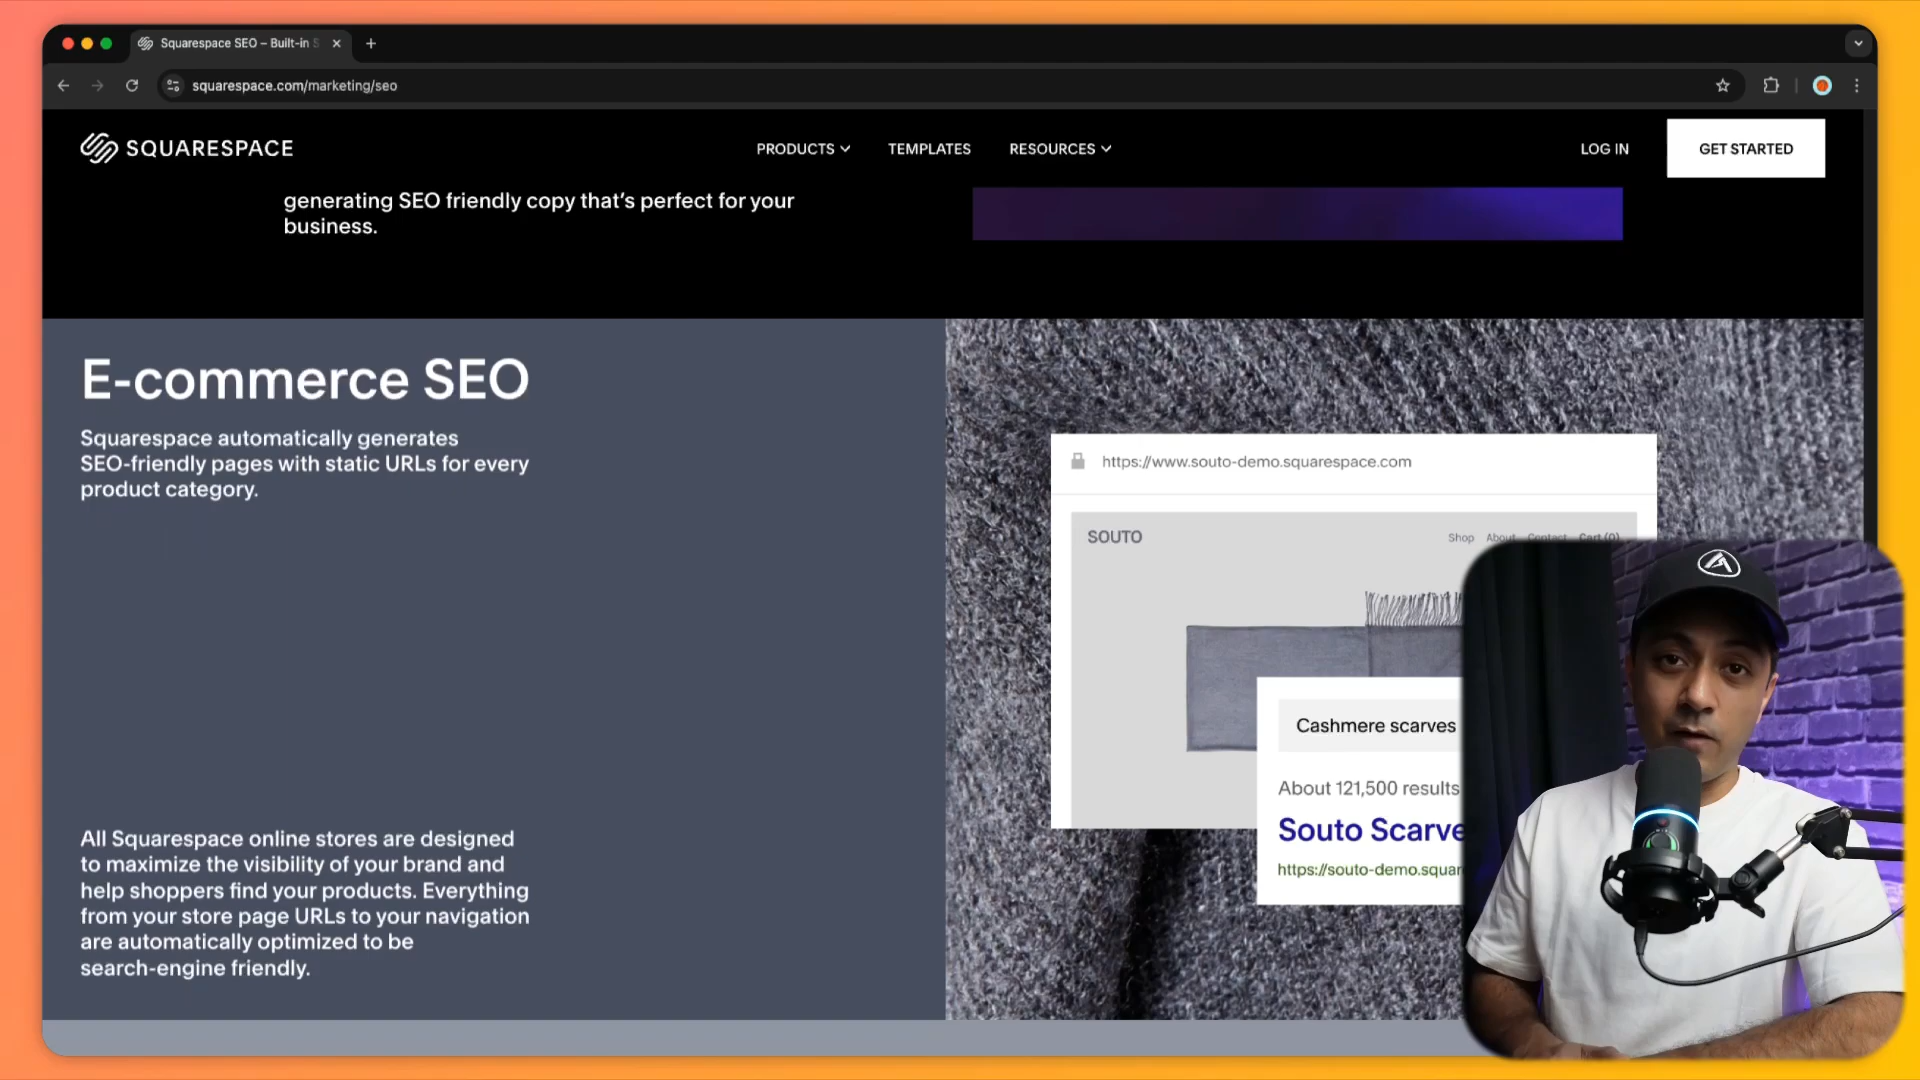 Squarespace SEO – Built-in S
squarespace.com/marketing/seo
SQUARESPACE
PRODUCTS
TEMPLATES
RESOURCES
LOG IN
GET STARTED
generating SEO friendly copy that's perfect for your
business.
E-commerce SEO
Squarespace automatically generates
SEO-friendly pages with static URLs for every
product category.
https://www.souto-demo.squarespace.com
SOUTO
Shop
About
Contact
Cart (0)
Cashmere scarves
About 121,500 results
Souto Scarve
https://souto-demo.squar
All Squarespace online stores are designed
to maximize the visibility of your brand and
help shoppers find your products. Everything
from your store page URLs to your navigation
are automatically optimized to be
search-engine friendly.